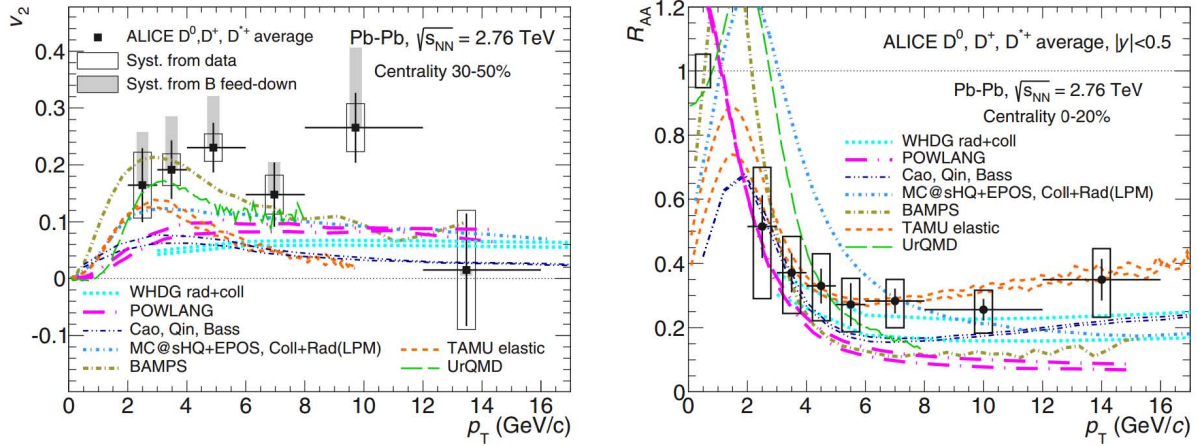 v₂
0.4
0.3
0.2
0.1
0
-0.1
ALICE D⁰,D⁺, D*⁺ average
Syst. from data
Syst. from B feed-down
Pb-Pb, √sNN = 2.76 TeV
Centrality 30-50%
WHDG rad+coll
POWLANG
Cao, Qin, Bass
MC@sHQ+EPOS, Coll+Rad(LPM)
BAMPS
TAMU elastic
UrQMD
0 2 4 6 8 10 12 14 16
pT (GeV/c)
RAA
1
0.8
0.6
0.4
0.2
0
ALICE D⁰, D⁺, D*⁺ average, |y|<0.5
Pb-Pb, √sNN = 2.76 TeV
Centrality 0-20%
WHDG rad+coll
POWLANG
Cao, Qin, Bass
MC@sHQ+EPOS, Coll+Rad(LPM)
BAMPS
TAMU elastic
UrQMD
0 2 4 6 8 10 12 14 16
pT (GeV/c)